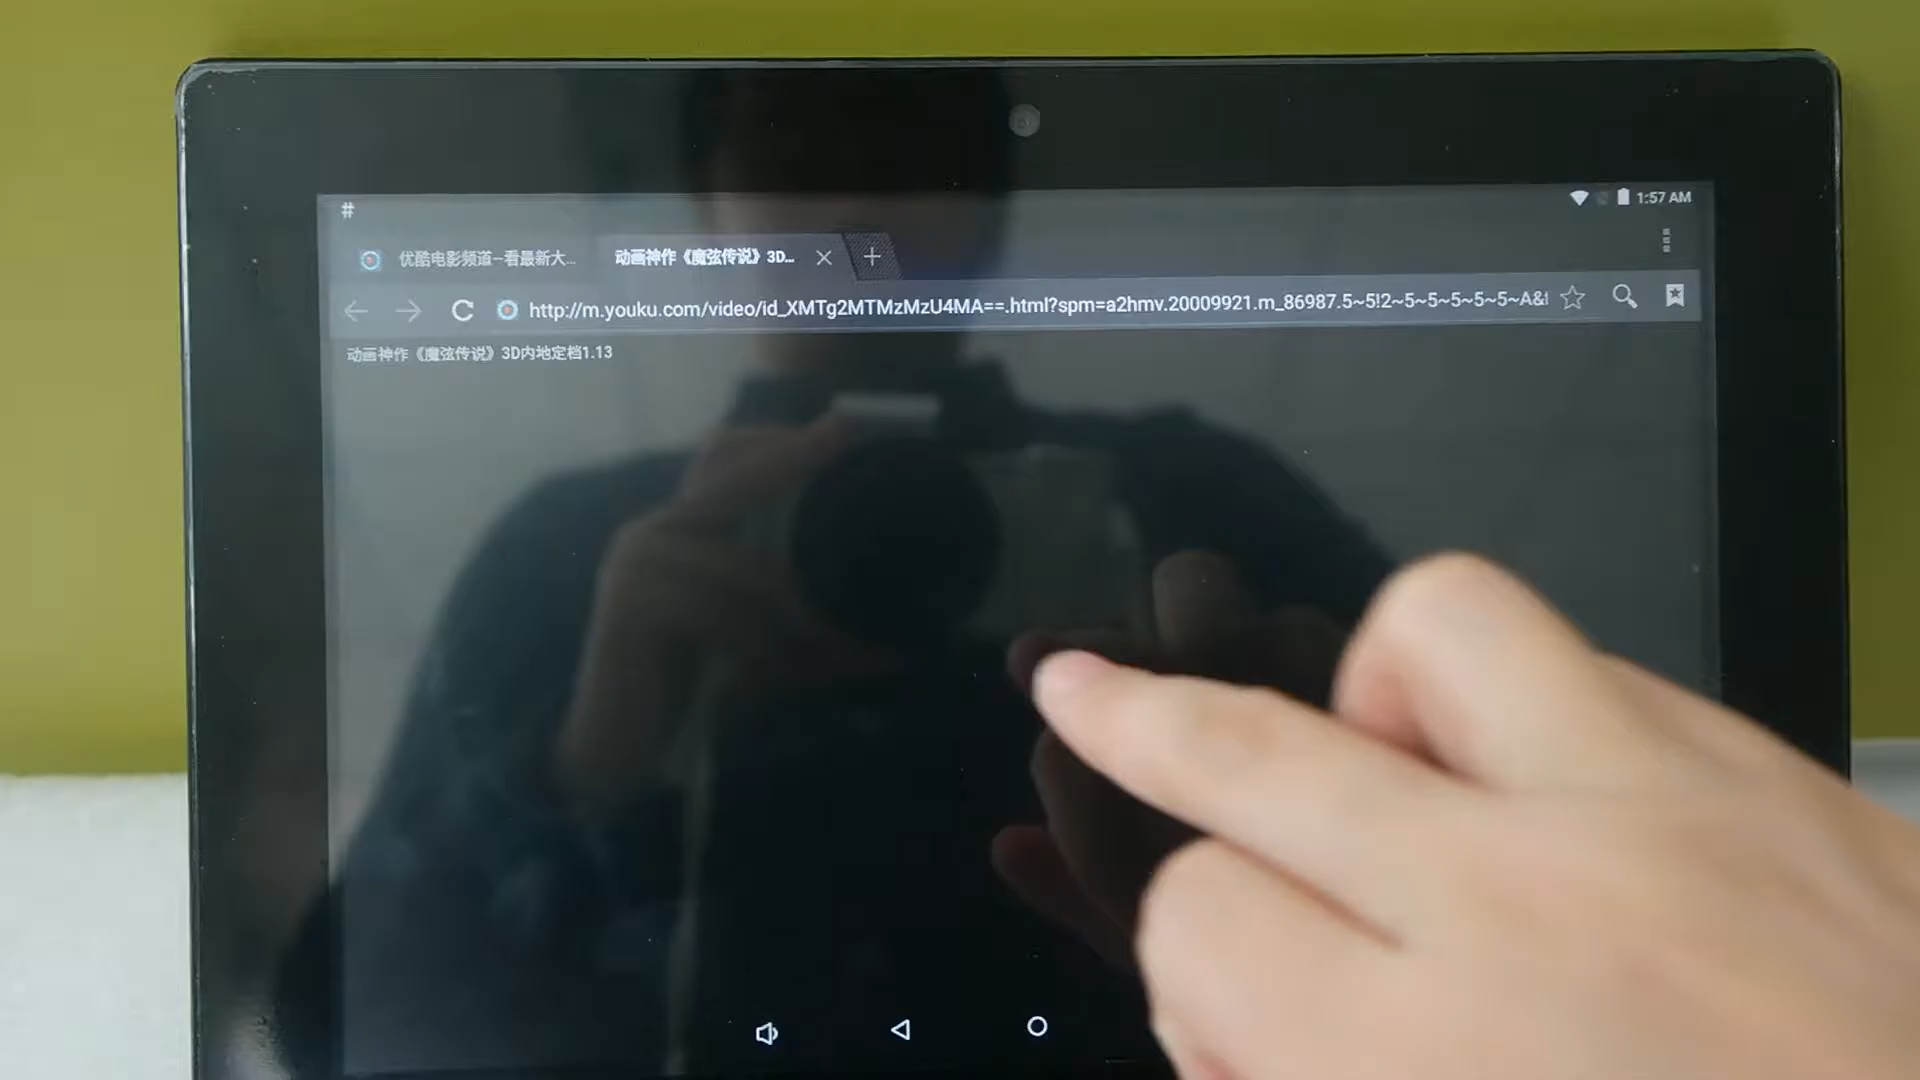 #
1:57 AM
优酷电影频道–看最新大...
动画神作《魔弦传说》3D...
http://m.youku.com/video/id_XMTg2MTMzMzU4MA==.html?spm=a2hmv.20009921.m_86987.5~5!2~5~5~5~5~5~A&!
动画神作《魔弦传说》3D内地定档1.13